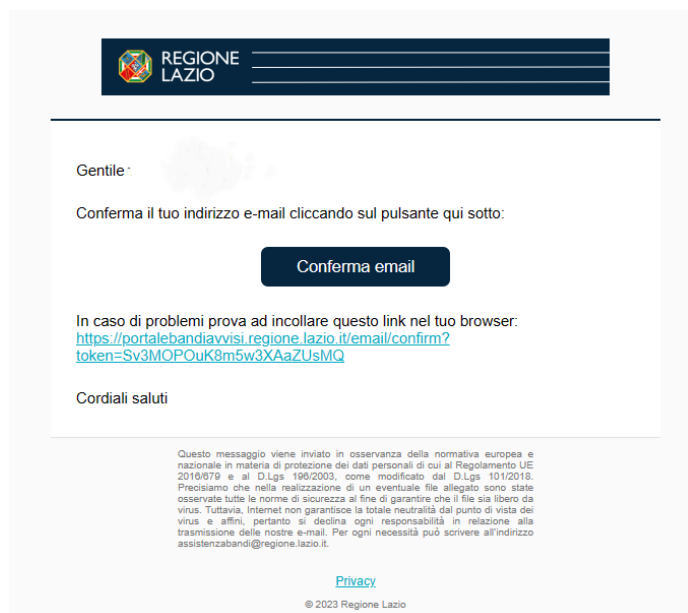 REGIONE
LAZIO
Gentile
Conferma il tuo indirizzo e-mail cliccando sul pulsante qui sotto:
Conferma email
In caso di problemi prova ad incollare questo link nel tuo browser:
https://portalebandiavvisi.regione.lazio.it/email/confirm?
token=Sv3MOPOuK8m5w3XAaZUsMQ
Cordiali saluti
Questo messaggio viene inviato in osservanza della normativa europea e
nazionale in materia di protezione dei dati personali di cui al Regolamento UE
2016/679 e al D.Lgs 196/2003, come modificato dal D.Lgs 101/2018.
Precisiamo che nella realizzazione di un eventuale file allegato sono state
osservate tutte le norme di sicurezza al fine di garantire che il file sia libero da
virus. Tuttavia, Internet non garantisce la totale neutralità dal punto di vista dei
virus e affini, pertanto si declina ogni responsabilità in relazione alla
trasmissione delle nostre e-mail. Per ogni necessità può scrivere all'indirizzo
assistenzabandi@regione.lazio.it.
Privacy
© 2023 Regione Lazio